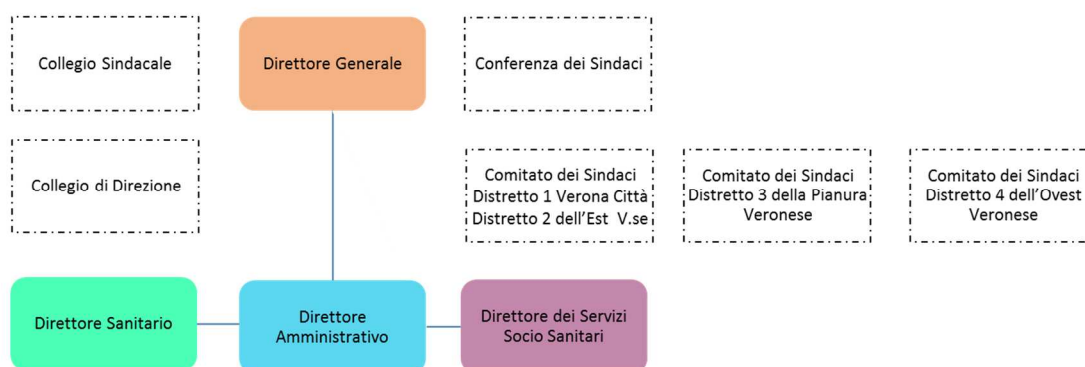 Collegio Sindacale
Direttore Generale
Conferenza dei Sindaci
Collegio di Direzione
Comitato dei Sindaci
Distretto 1 Verona Città
Distretto 2 dell'Est V.se
Comitato dei Sindaci
Distretto 3 della Pianura
Veronese
Comitato dei Sindaci
Distretto 4 dell'Ovest
Veronese
Direttore Sanitario
Direttore
Amministrativo
Direttore dei Servizi
Socio Sanitari